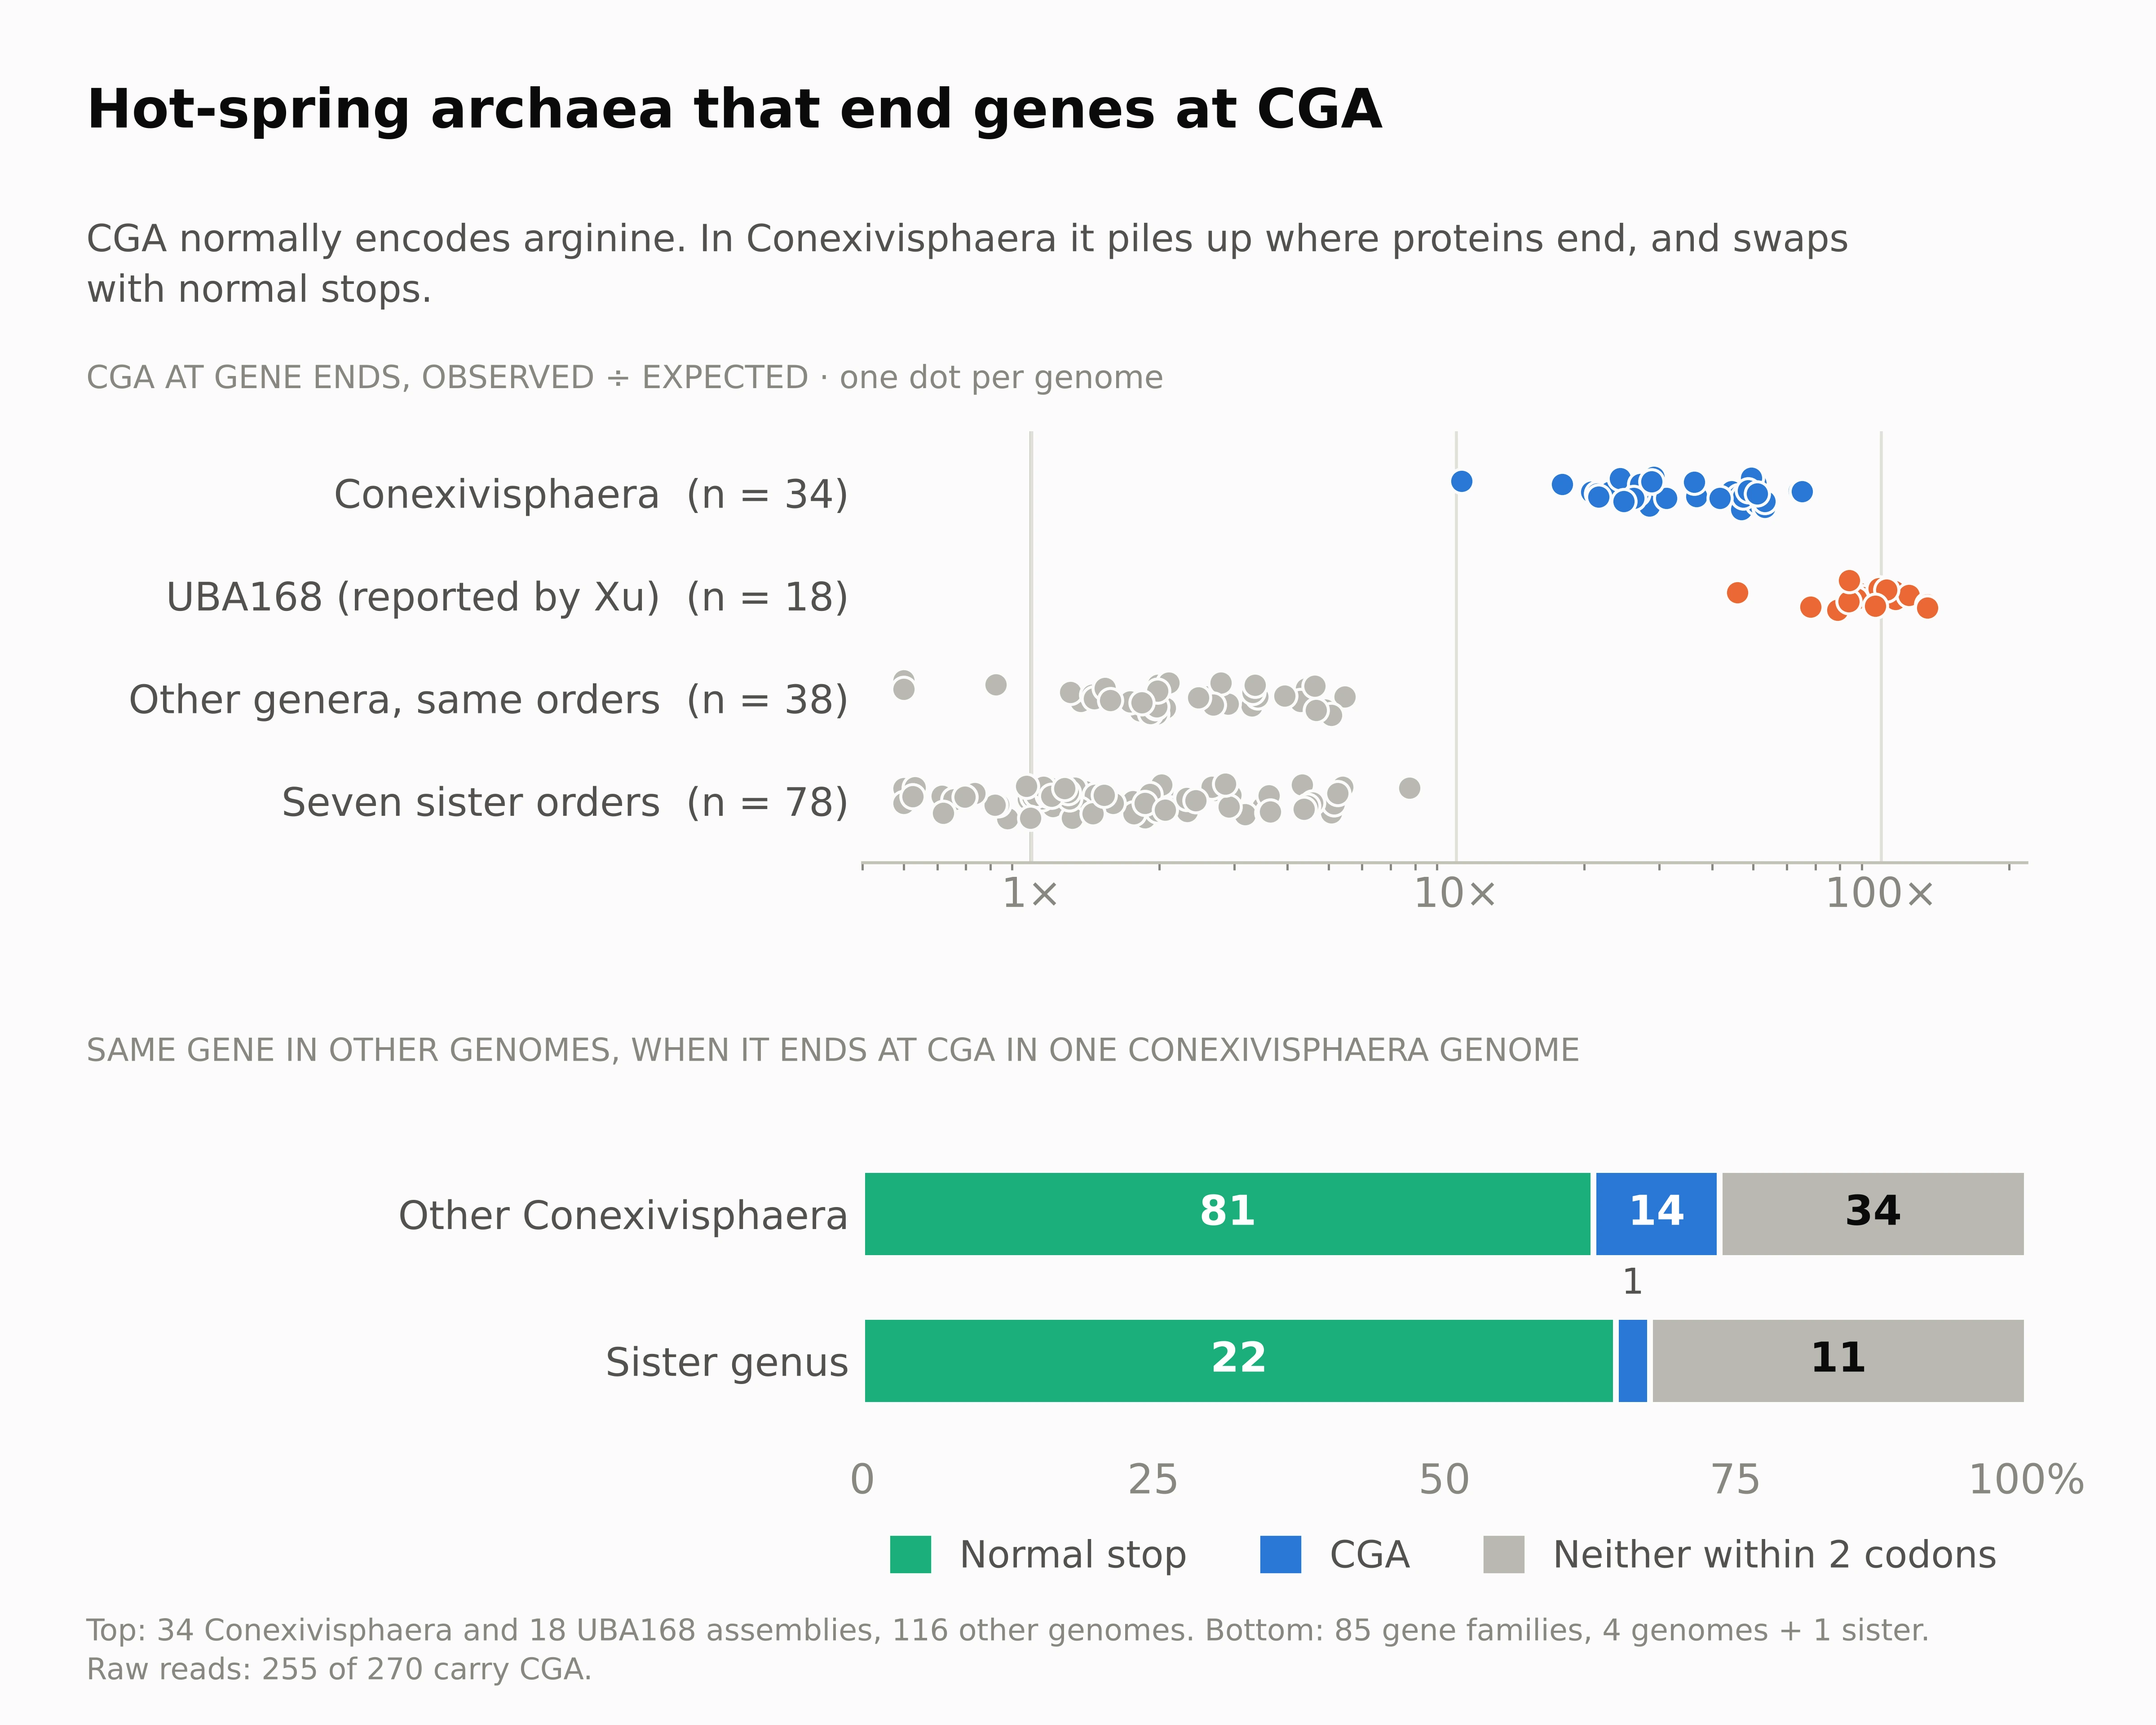 Hot-spring archaea that end genes at CGA
CGA normally encodes arginine. In Conexivisphaera it piles up where proteins end, and swaps
with normal stops.
CGA AT GENE ENDS, OBSERVED ÷ EXPECTED · one dot per genome
Conexivisphaera (n = 34)
UBA168 (reported by Xu) (n = 18)
Other genera, same orders (n = 38)
Seven sister orders (n = 78)
1× 10× 100×
SAME GENE IN OTHER GENOMES, WHEN IT ENDS AT CGA IN ONE CONEXIVISPHAERA GENOME
Other Conexivisphaera 81 14 34
1
Sister genus 22 11
0 25 50 75 100%
Normal stop CGA Neither within 2 codons
Top: 34 Conexivisphaera and 18 UBA168 assemblies, 116 other genomes. Bottom: 85 gene families, 4 genomes + 1 sister.
Raw reads: 255 of 270 carry CGA.